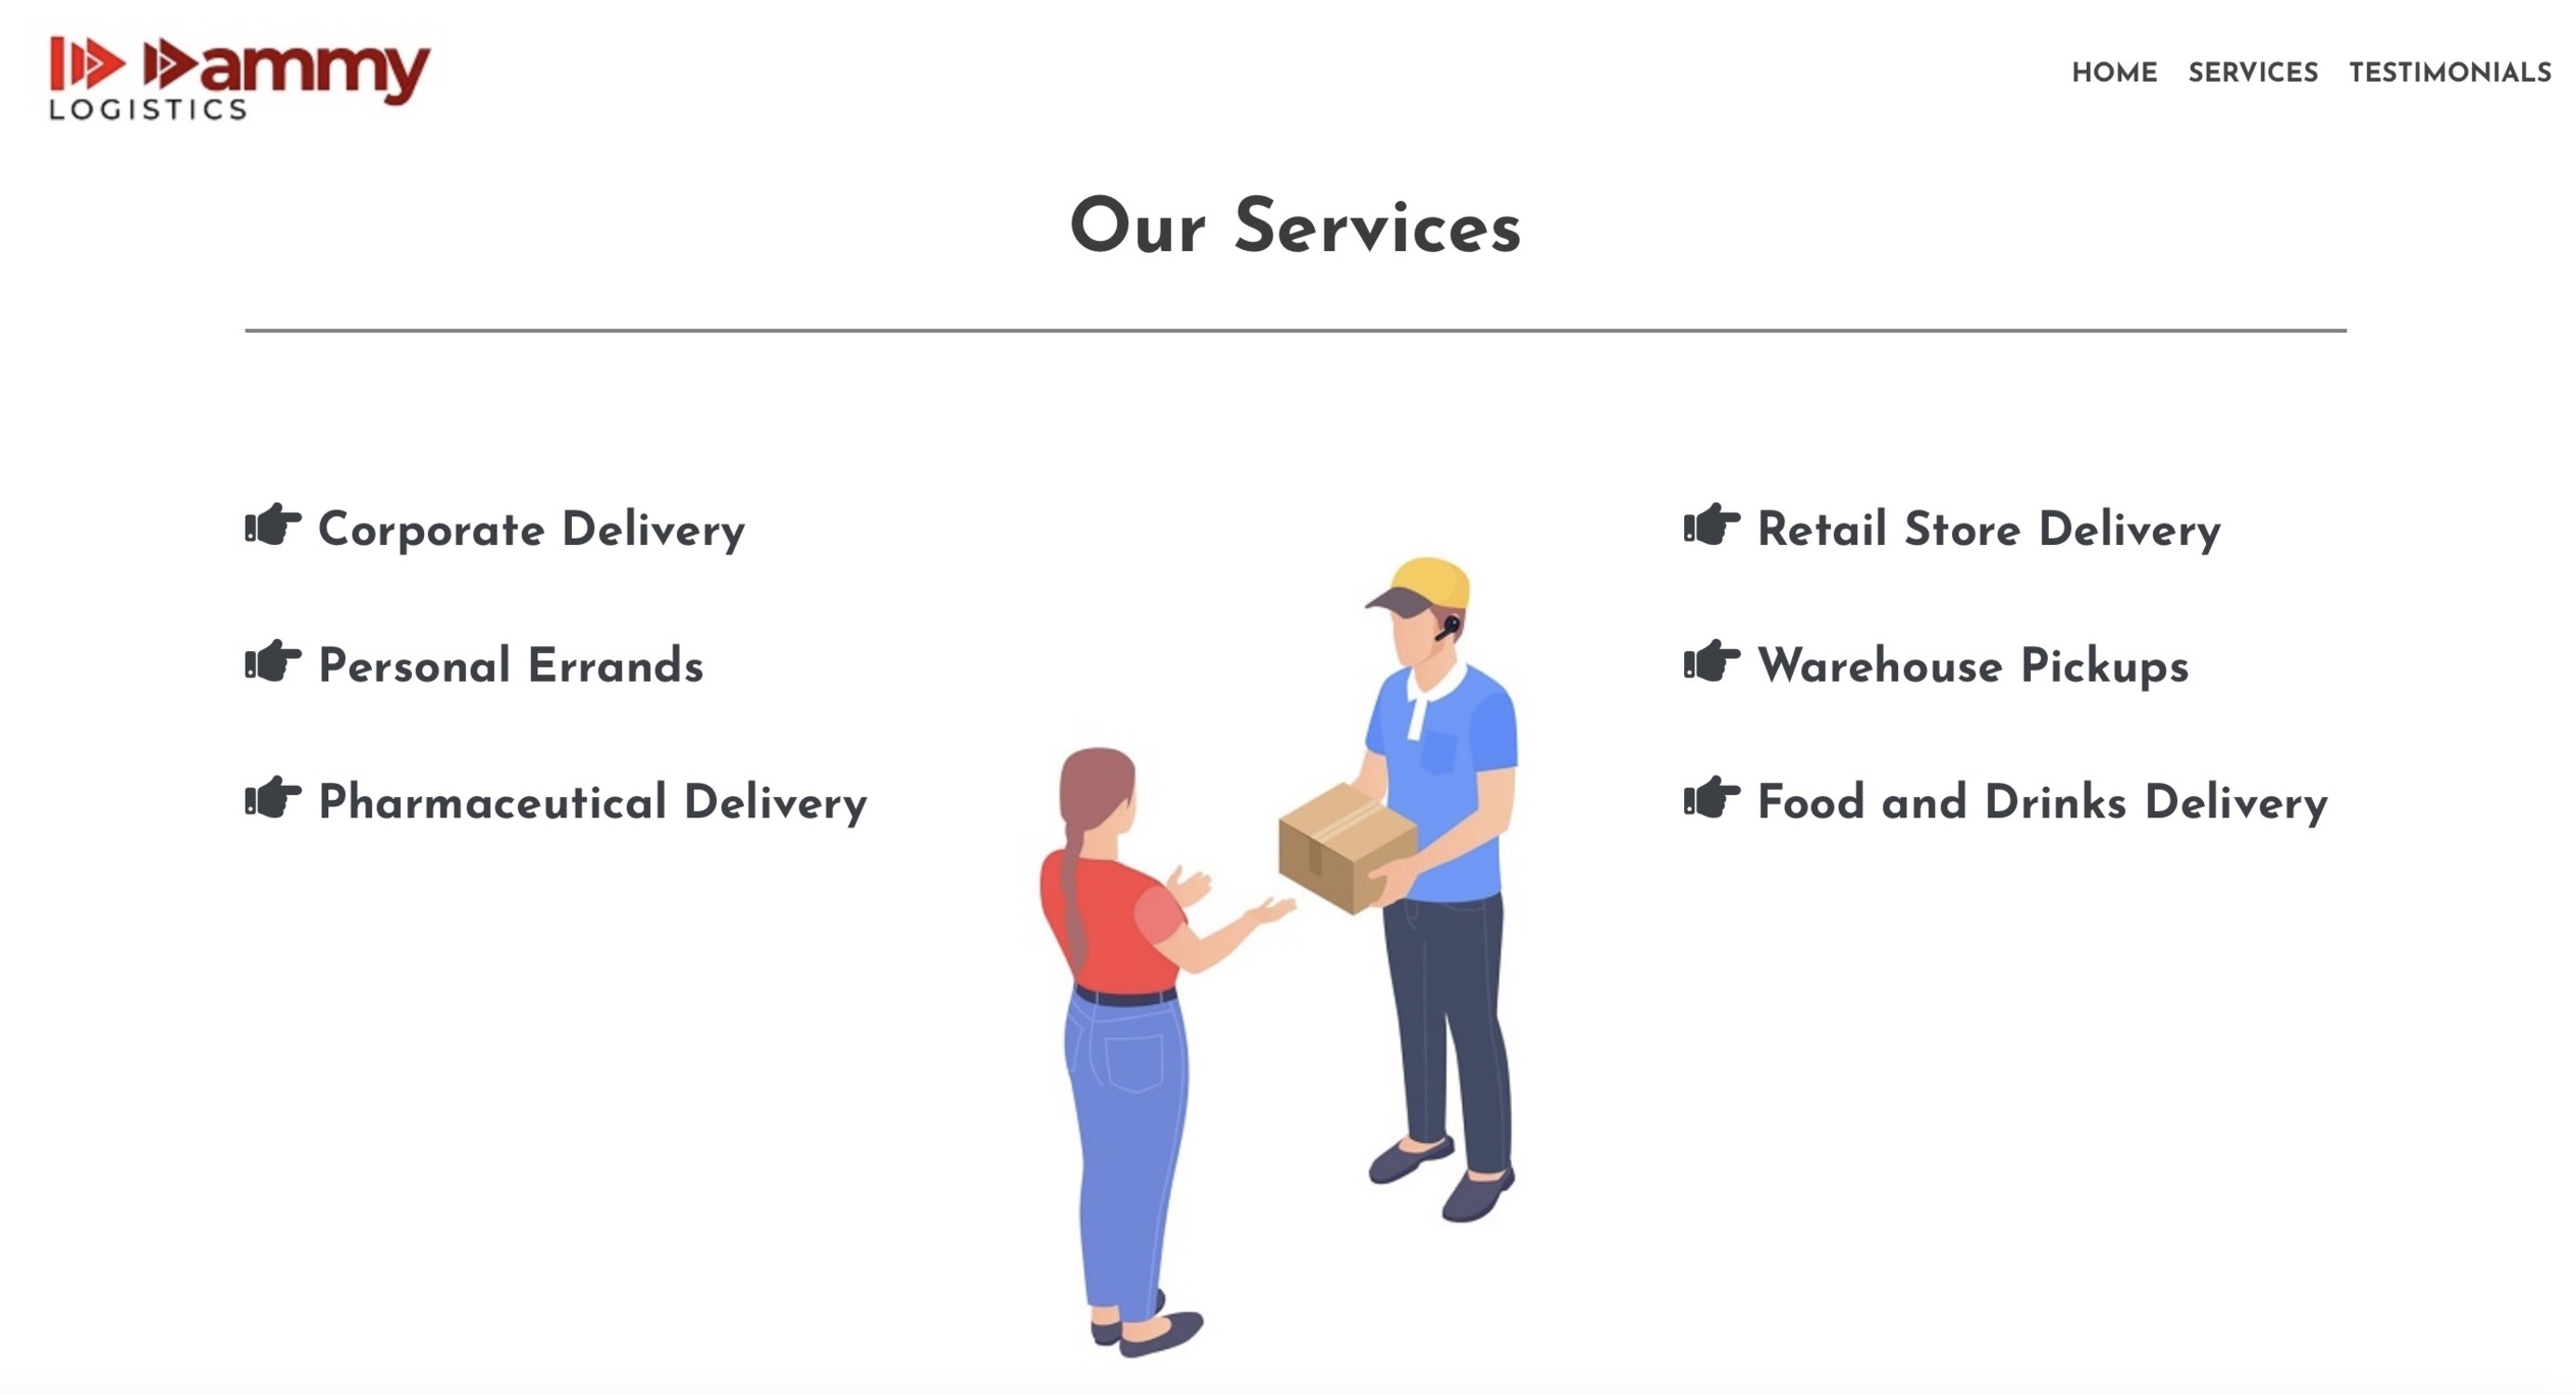 Dammy
LOGISTICS
HOME SERVICES TESTIMONIALS
Our Services
Corporate Delivery
Personal Errands
Pharmaceutical Delivery
Retail Store Delivery
Warehouse Pickups
Food and Drinks Delivery